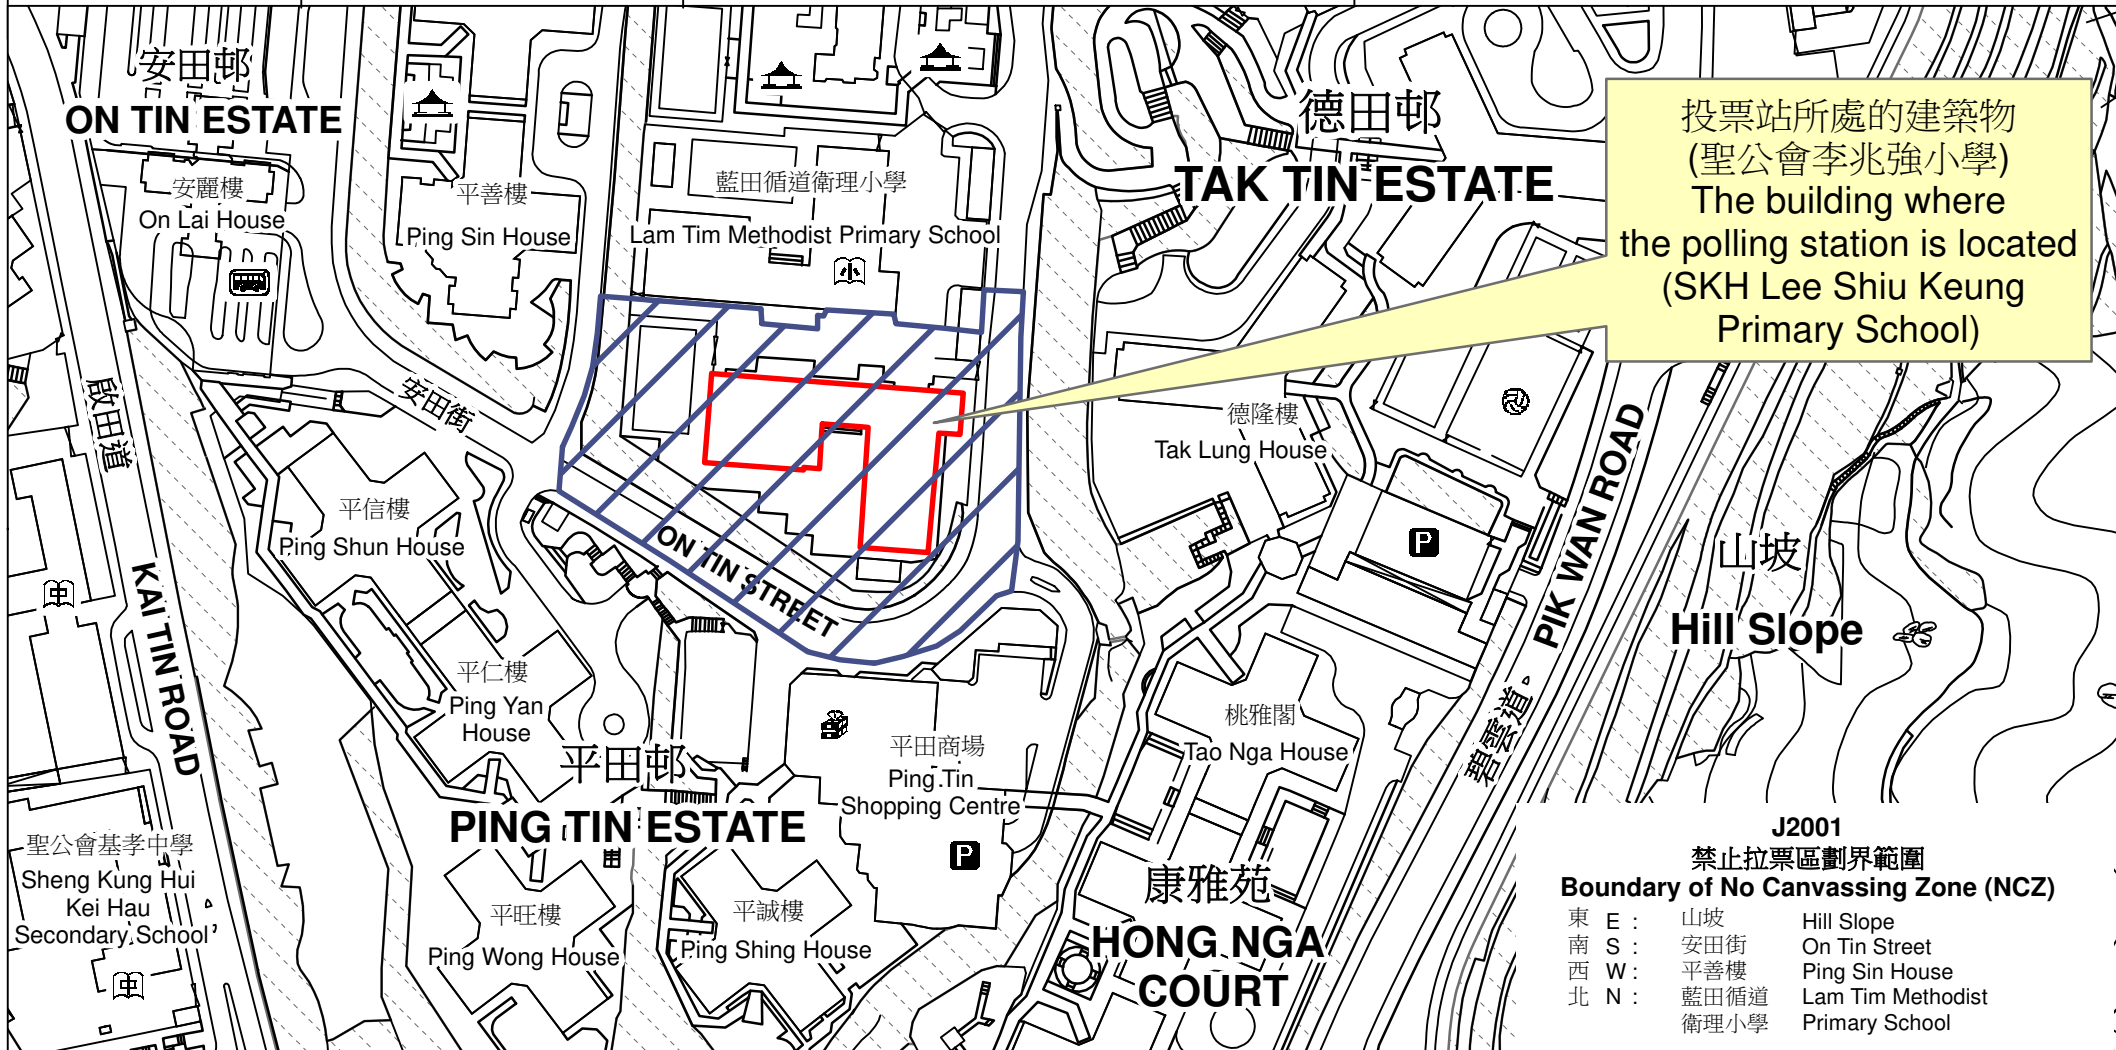 安田邨
ON TIN ESTATE
安麗樓
On Lai House
平善樓
Ping Sin House
藍田循道衛理小學
Lam Tim Methodist Primary School
小
德田邨
TAK TIN ESTATE
投票站所處的建築物
(聖公會李兆強小學)
The building where
the polling station is located
(SKH Lee Shiu Keung
Primary School)
啟田道
KAI TIN ROAD
安田街
ON TIN STREET
平信樓
Ping Shun House
德隆樓
Tak Lung House
P
PIK WAN ROAD
碧雲道
山坡
Hill Slope
中
平仁樓
Ping Yan
House
平田邨
PING TIN ESTATE
平田商場
Ping Tin
Shopping Centre
P
桃雅閣
Tao Nga House
康雅苑
HONG NGA
COURT
聖公會基孝中學
Sheng Kung Hui
Kei Hau
Secondary School
中
平旺樓
Ping Wong House
平誠樓
Ping Shing House
J2001
禁止拉票區劃界範圍
Boundary of No Canvassing Zone (NCZ)
東 E : 山坡 Hill Slope
南 S : 安田街 On Tin Street
西 W : 平善樓 Ping Sin House
北 N : 藍田循道 Lam Tim Methodist
衛理小學 Primary School